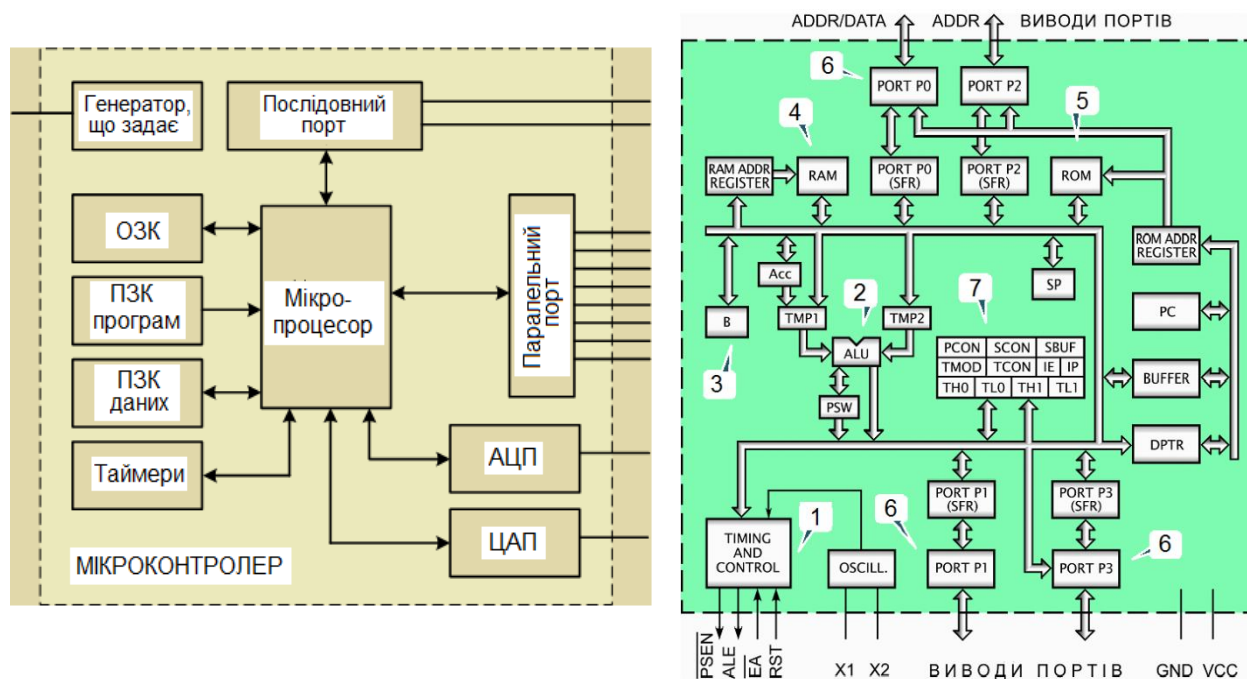 Генератор,
що задає
Послідовний
порт
ОЗК
ПЗК
програм
ПЗК
даних
Таймери
Мікро-
процесор
Паралельний
порт
АЦП
ЦАП
МІКРОКОНТРОЛЕР
ADDR/DATA ADDR ВИВОДИ ПОРТІВ
6
PORT P0
PORT P2
4
5
RAM ADDR
REGISTER
RAM
PORT P0
(SFR)
PORT P2
(SFR)
ROM
ROM ADDR
REGISTER
Acc
SP
B
TMP1
2
TMP2
7
PC
3
ALU
PCON SCON SBUF
TMOD TCON IE IP
TH0 TL0 TH1 TL1
BUFFER
PSW
DPTR
PORT P1
(SFR)
PORT P3
(SFR)
1
6
6
TIMING
AND
CONTROL
OSCILL.
PORT P1
PORT P3
PSEN
ALE
EA
RST
X1 X2 ВИВОДИ ПОРТІВ GND VCC